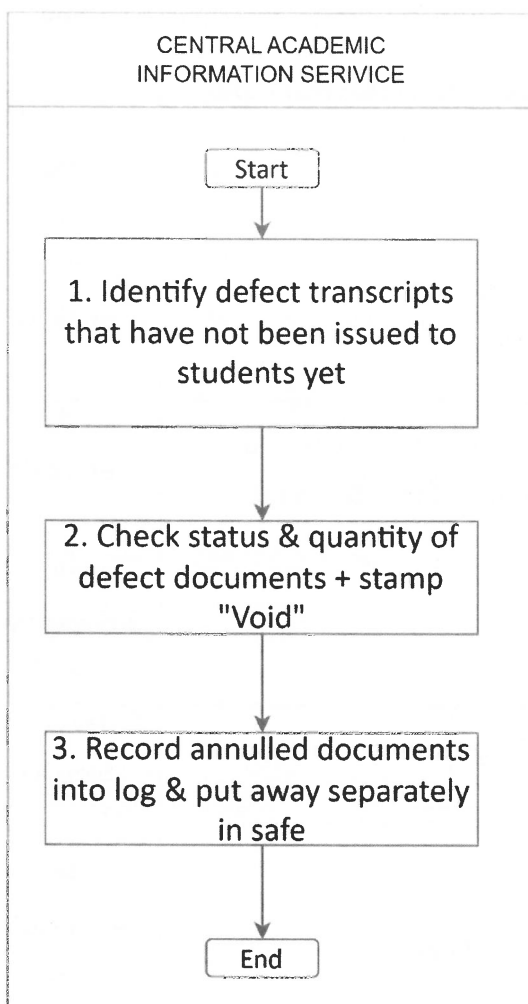 CENTRAL ACADEMIC
INFORMATION SERIVICE
Start
1. Identify defect transcripts
that have not been issued to
students yet
2. Check status & quantity of
defect documents + stamp
"Void"
3. Record annulled documents
into log & put away separately
in safe
End